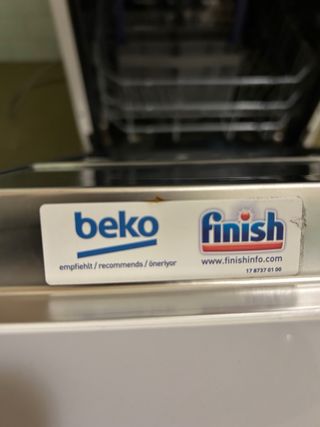 beko
empfiehlt / recommends / öneriyor
finish
www.finishinfo.com
17 8737 01 00